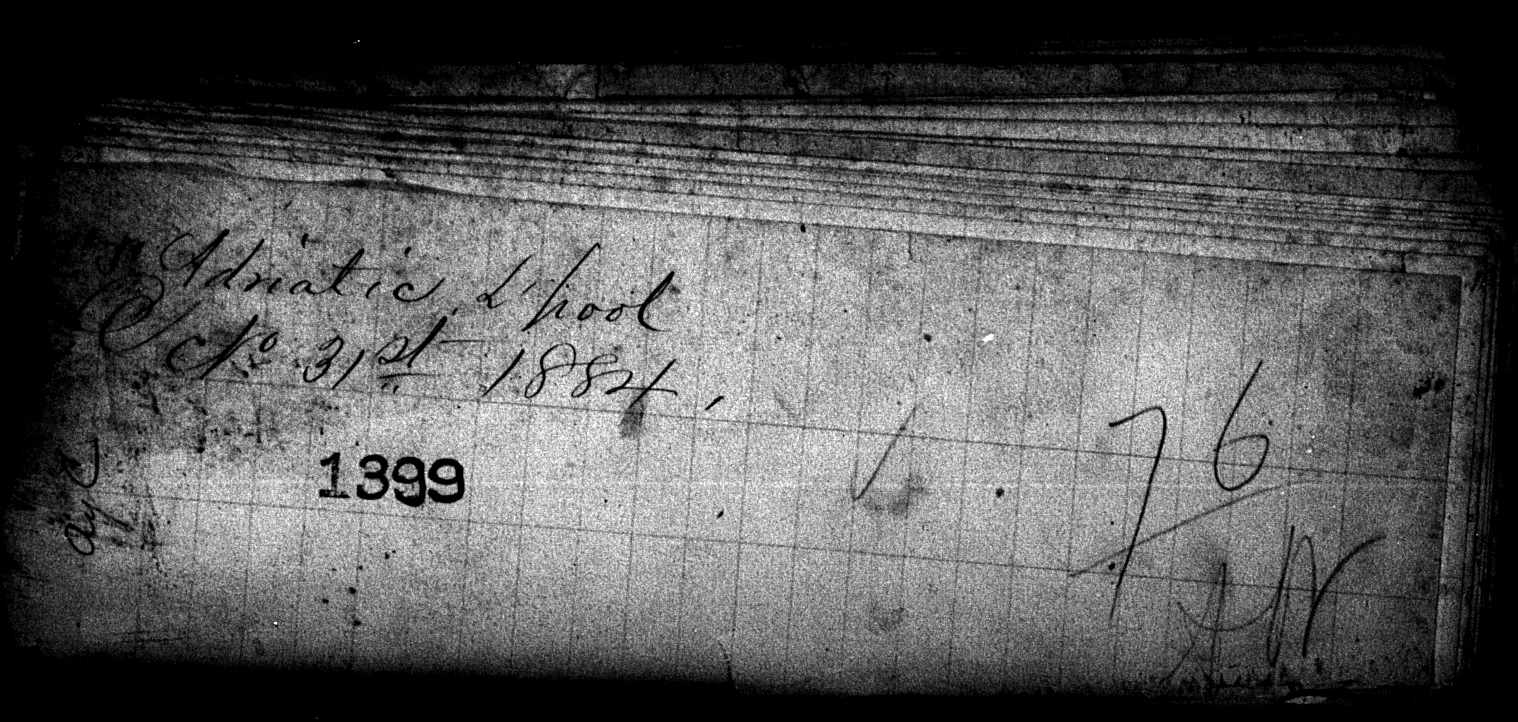 Adriatic, L'pool
Oct 31st 1884,
1399
76